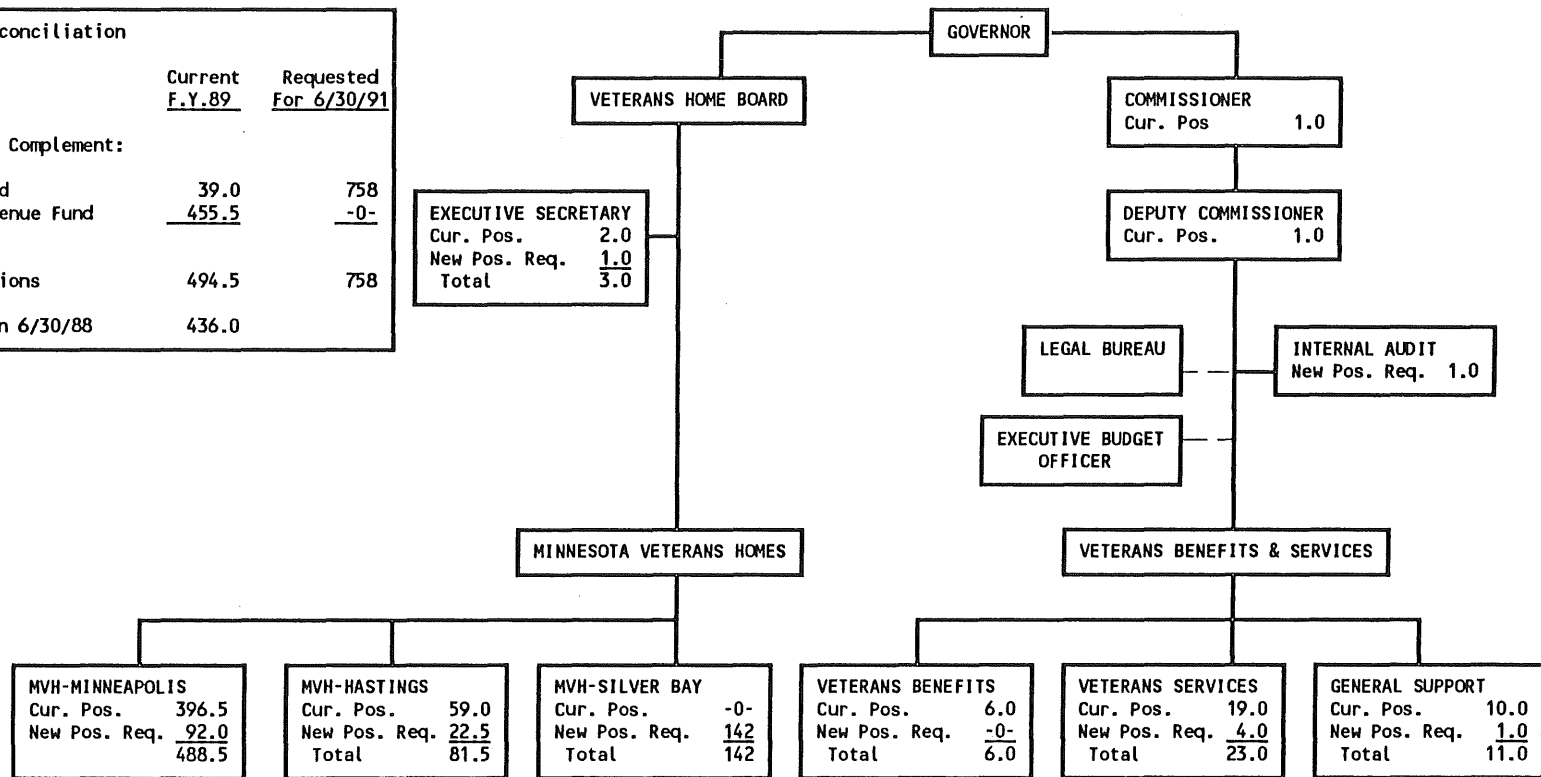 conciliation
Current Requested
F.Y.89 For 6/30/91
Complement:
d 39.0 758
enue Fund 455.5 -0-
ions 494.5 758
n 6/30/88 436.0
GOVERNOR
VETERANS HOME BOARD
COMMISSIONER
Cur. Pos 1.0
EXECUTIVE SECRETARY
Cur. Pos. 2.0
New Pos. Req. 1.0
Total 3.0
DEPUTY COMMISSIONER
Cur. Pos. 1.0
LEGAL BUREAU
INTERNAL AUDIT
New Pos. Req. 1.0
EXECUTIVE BUDGET
OFFICER
MINNESOTA VETERANS HOMES
VETERANS BENEFITS & SERVICES
MVH-MINNEAPOLIS
Cur. Pos. 396.5
New Pos. Req. 92.0
488.5
MVH-HASTINGS
Cur. Pos. 59.0
New Pos. Req. 22.5
Total 81.5
MVH-SILVER BAY
Cur. Pos. -0-
New Pos. Req. 142
Total 142
VETERANS BENEFITS
Cur. Pos. 6.0
New Pos. Req. -0-
Total 6.0
VETERANS SERVICES
Cur. Pos. 19.0
New Pos. Req. 4.0
Total 23.0
GENERAL SUPPORT
Cur. Pos. 10.0
New Pos. Req. 1.0
Total 11.0